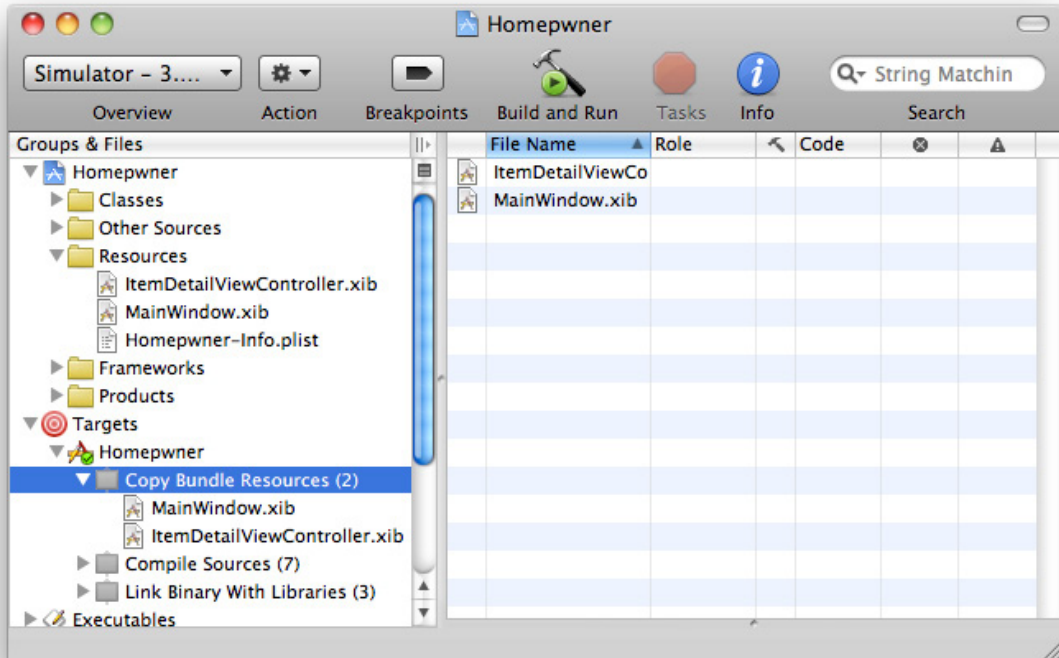 Homepwner
Simulator - 3....
Overview Action Breakpoints Build and Run Tasks Info Search
String Matchin
Groups & Files
Homepwner
Classes
Other Sources
Resources
ItemDetailViewController.xib
MainWindow.xib
Homepwner-Info.plist
Frameworks
Products
Targets
Homepwner
Copy Bundle Resources (2)
MainWindow.xib
ItemDetailViewController.xib
Compile Sources (7)
Link Binary With Libraries (3)
Executables
File Name Role Code
ItemDetailViewCo
MainWindow.xib